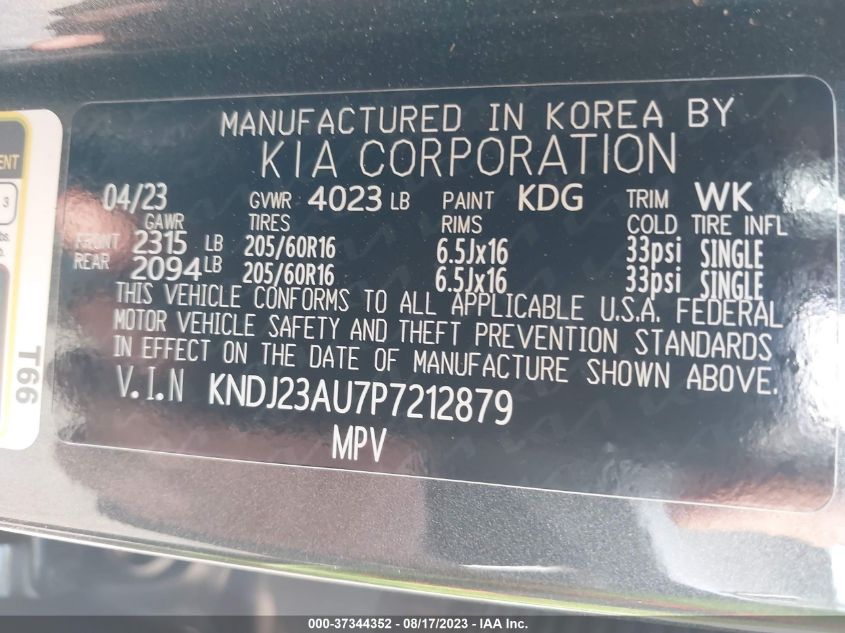 MANUFACTURED IN KOREA BY
KIA CORPORATION
04/23 GVWR 4023 LB PAINT KDG TRIM WK
GAWR TIRES RIMS COLD TIRE INFL
FRONT 2315 LB 205/60R16 6.5Jx16 33psi SINGLE
REAR 2094 LB 205/60R16 6.5Jx16 33psi SINGLE
THIS VEHICLE CONFORMS TO ALL APPLICABLE U.S.A. FEDERAL
MOTOR VEHICLE SAFETY AND THEFT PREVENTION STANDARDS
IN EFFECT ON THE DATE OF MANUFACTURE SHOWN ABOVE.
V.I.N KNDJ23AU7P7212879
MPV
ENT
3
T66
000-37344352 - 08/17/2023 - IAA Inc.